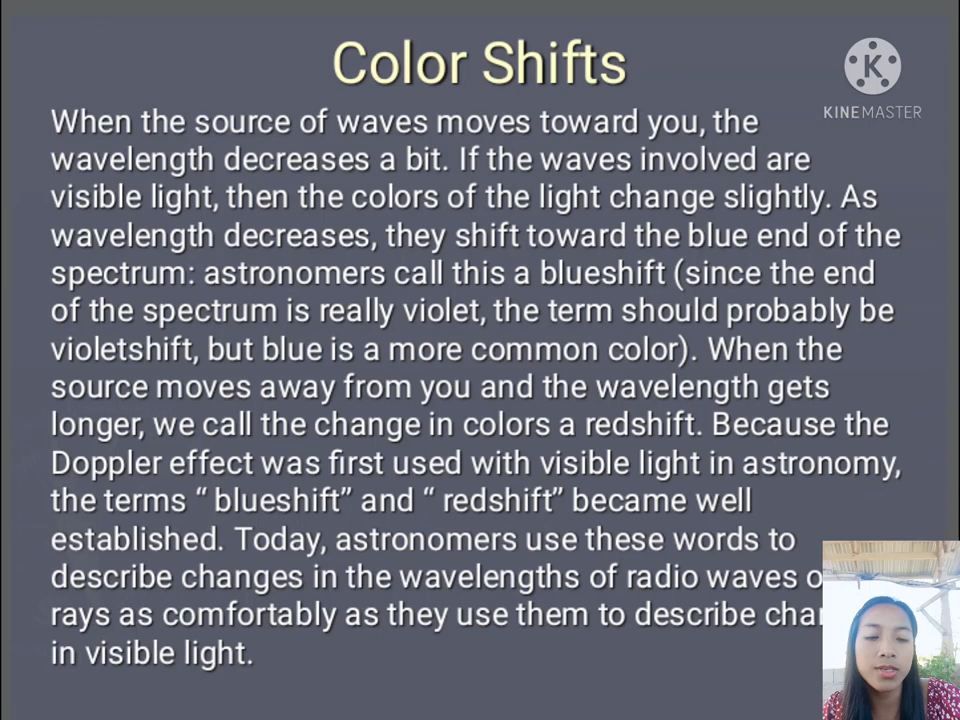 Color Shifts
K
KINEMASTER
When the source of waves moves toward you, the
wavelength decreases a bit. If the waves involved are
visible light, then the colors of the light change slightly. As
wavelength decreases, they shift toward the blue end of the
spectrum: astronomers call this a blueshift (since the end
of the spectrum is really violet, the term should probably be
violetshift, but blue is a more common color). When the
source moves away from you and the wavelength gets
longer, we call the change in colors a redshift. Because the
Doppler effect was first used with visible light in astronomy,
the terms “ blueshift” and “ redshift” became well
established. Today, astronomers use these words to
describe changes in the wavelengths of radio waves
rays as comfortably as they use them to describe
in visible light.